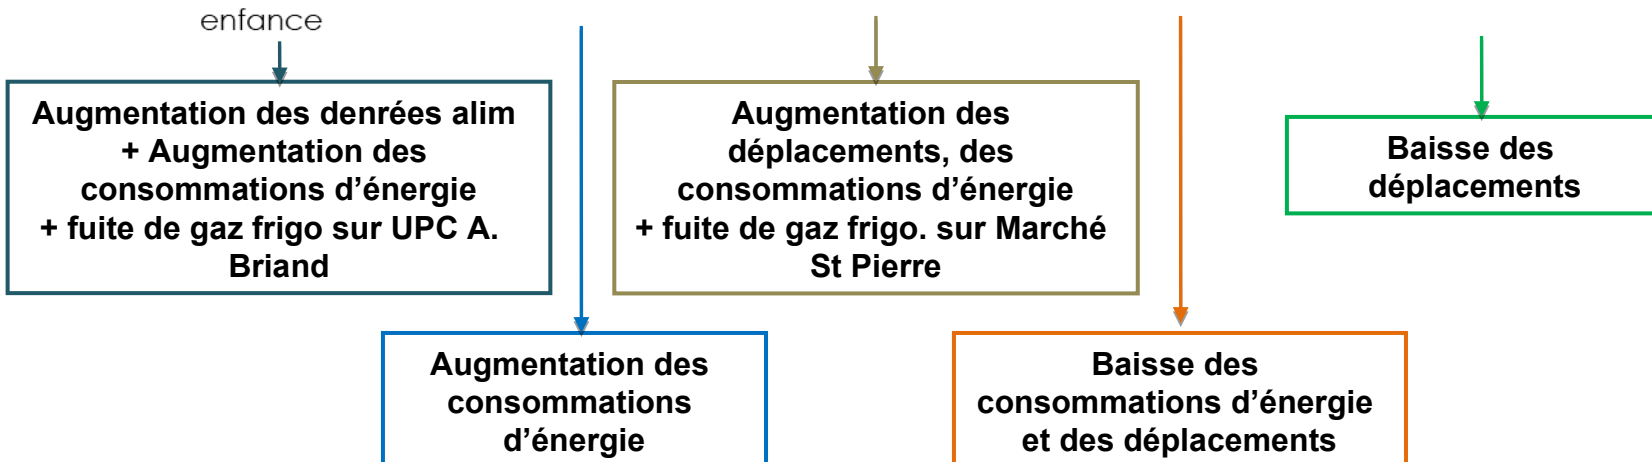 enfance
Augmentation des denrées alim
+ Augmentation des
consommations d’énergie
+ fuite de gaz frigo sur UPC A.
Briand
Augmentation des
déplacements, des
consommations d’énergie
+ fuite de gaz frigo. sur Marché
St Pierre
Baisse des
déplacements
Augmentation des
consommations
d’énergie
Baisse des
consommations d’énergie
et des déplacements